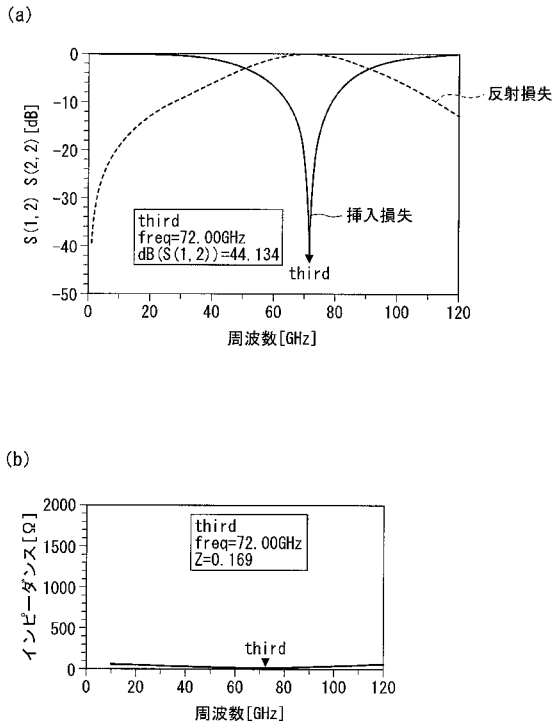 (a)
0
-10
-20
-30
-40
-50
S(1,2) S(2,2) [dB]
反射損失
挿入損失
third
freq=72.00GHz
dB(S(1,2))=44.134
third
0 20 40 60 80 100 120
周波数[GHz]
(b)
2000
1500
1000
500
0
インピーダンス[Ω]
third
freq=72.00GHz
Z=0.169
third
0 20 40 60 80 100 120
周波数[GHz]